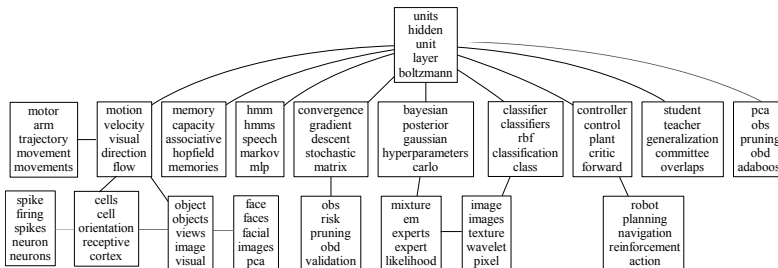 units
hidden
unit
layer
boltzmann
motor
arm
trajectory
movement
movements
motion
velocity
visual
direction
flow
memory
capacity
associative
hopfield
memories
hmm
hmms
speech
markov
mlp
convergence
gradient
descent
stochastic
matrix
bayesian
posterior
gaussian
hyperparameters
carlo
classifier
classifiers
rbf
classification
class
controller
control
plant
critic
forward
student
teacher
generalization
committee
overlaps
pca
obs
pruning
obd
adaboos
spike
firing
spikes
neuron
neurons
cells
cell
orientation
receptive
cortex
object
objects
views
image
visual
face
faces
facial
images
pca
obs
risk
pruning
obd
validation
mixture
em
experts
expert
likelihood
image
images
texture
wavelet
pixel
robot
planning
navigation
reinforcement
action